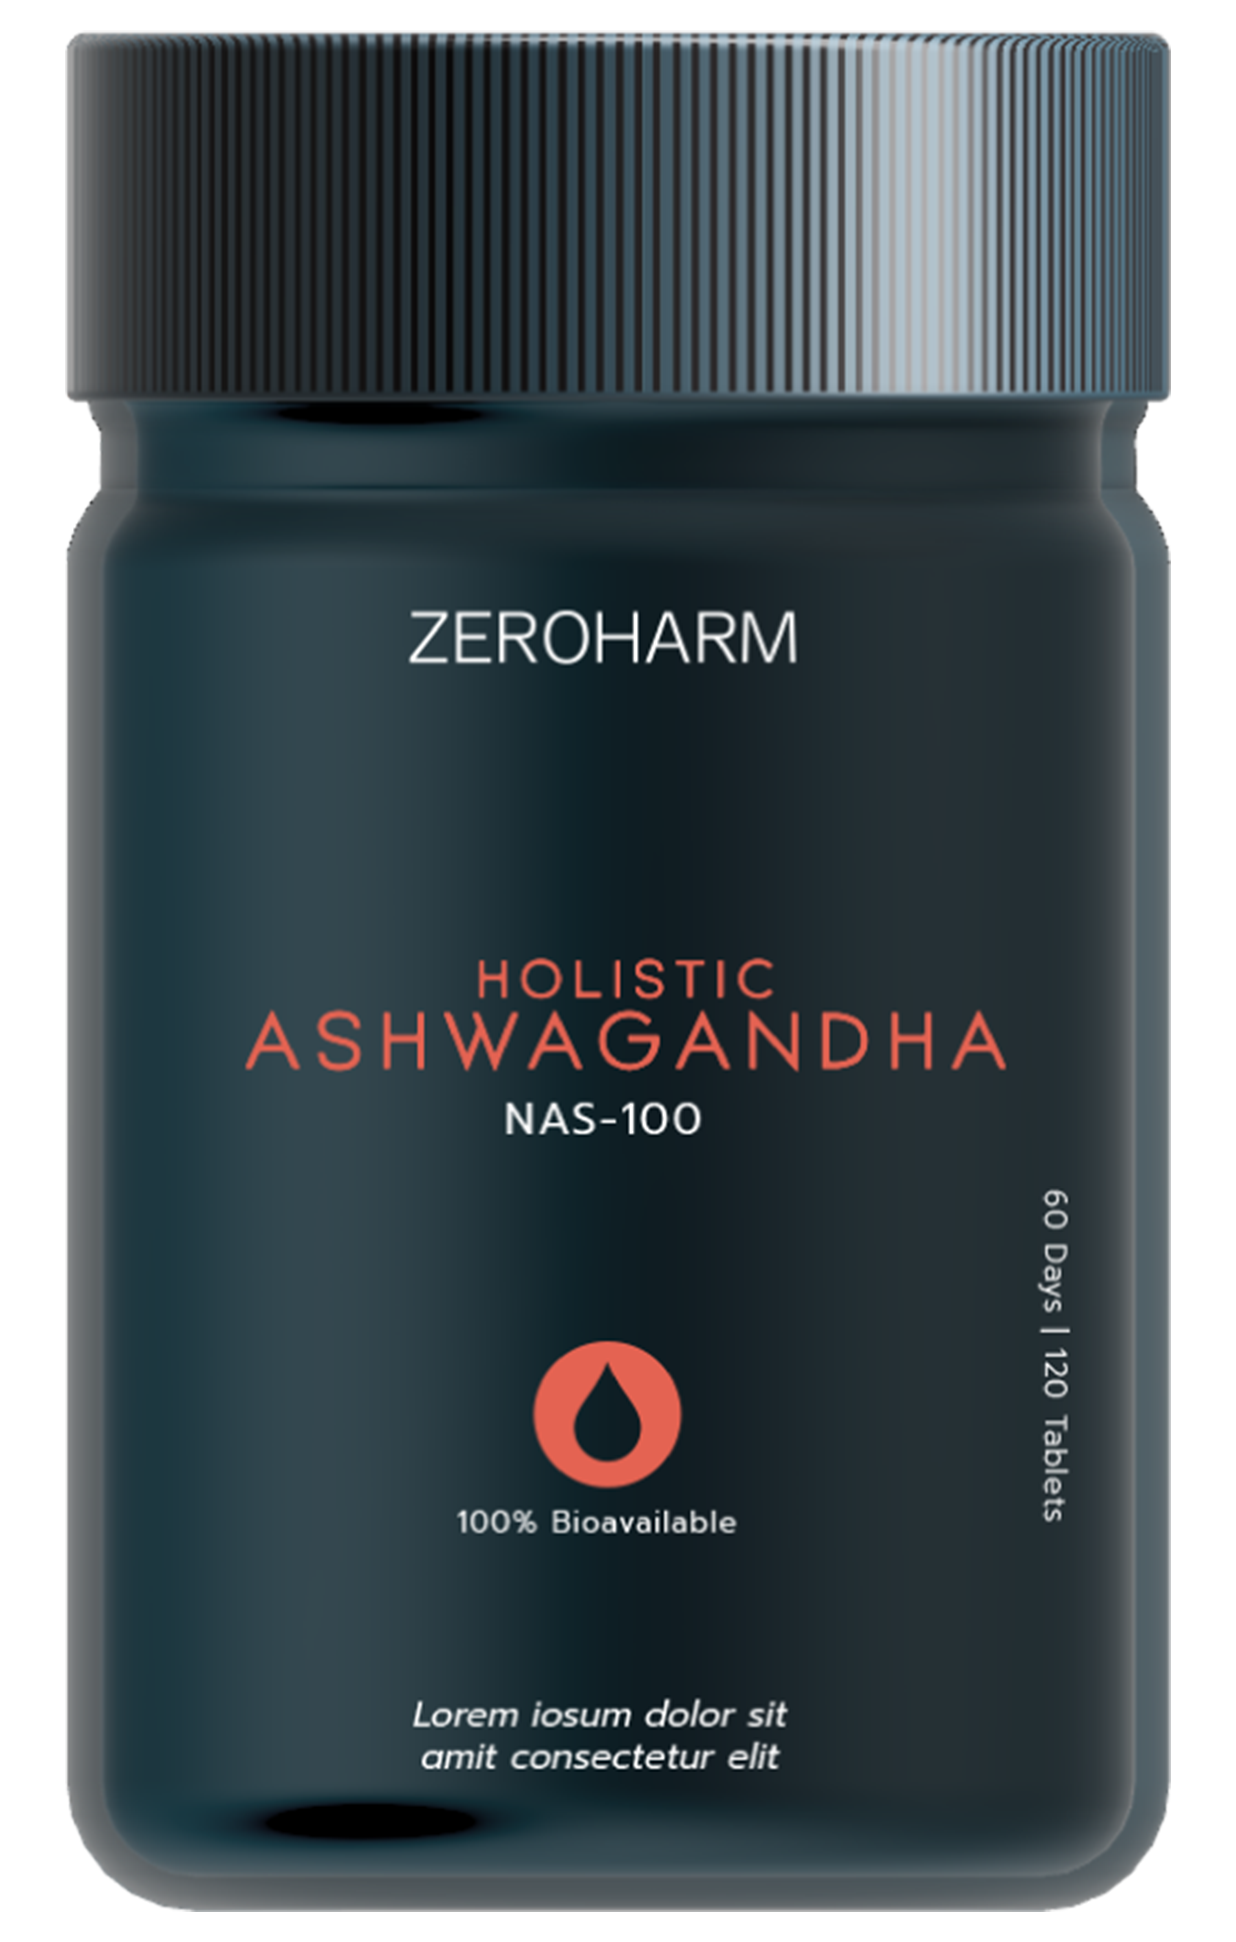 ZEROHARM
HOLISTIC
ASHWAGANDHA
NAS-100
60 Days | 120 Tablets
100% Bioavailable
Lorem iosum dolor sit
amit consectetur elit